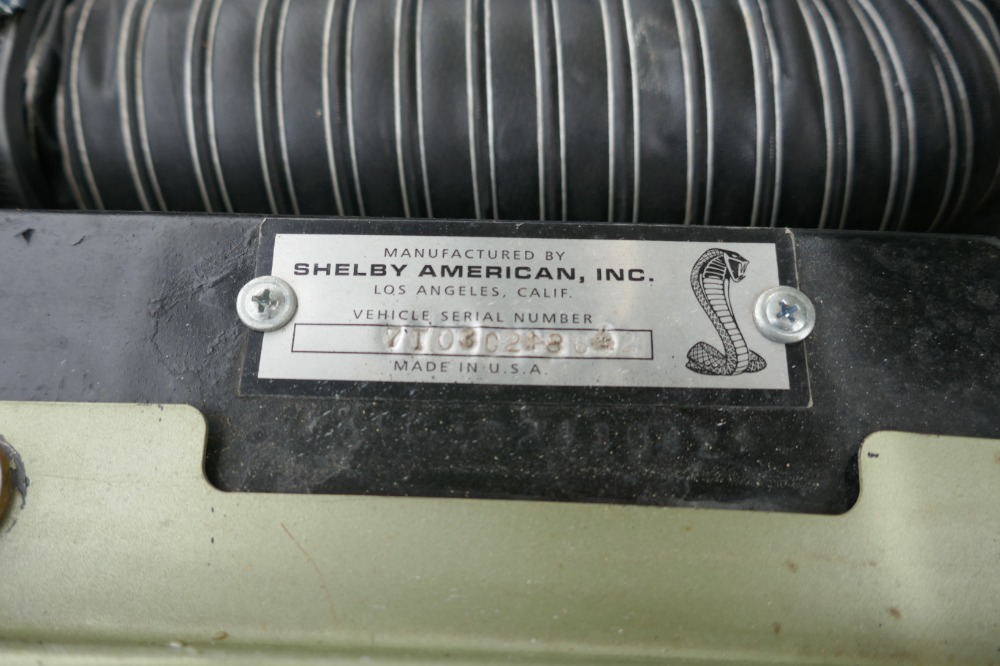 MANUFACTURED BY
SHELBY AMERICAN, INC.
LOS ANGELES, CALIF.
VEHICLE SERIAL NUMBER
MADE IN U.S.A.